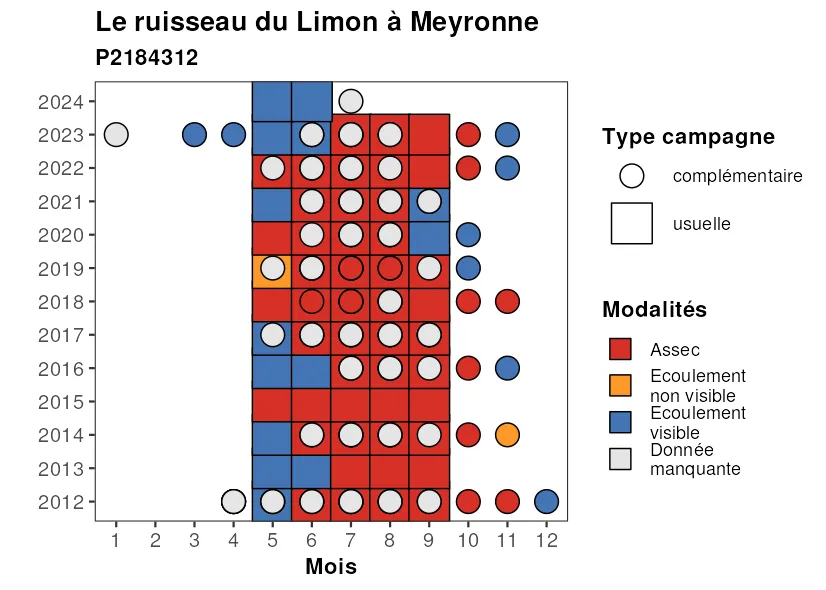 Le ruisseau du Limon à Meyronne
P2184312
2024
2023
2022
2021
2020
2019
2018
2017
2016
2015
2014
2013
2012
1 2 3 4 5 6 7 8 9 10 11 12
Mois
Type campagne
complémentaire
usuelle
Modalités
Assec
Ecoulement
non visible
Ecoulement
visible
Donnée
manquante